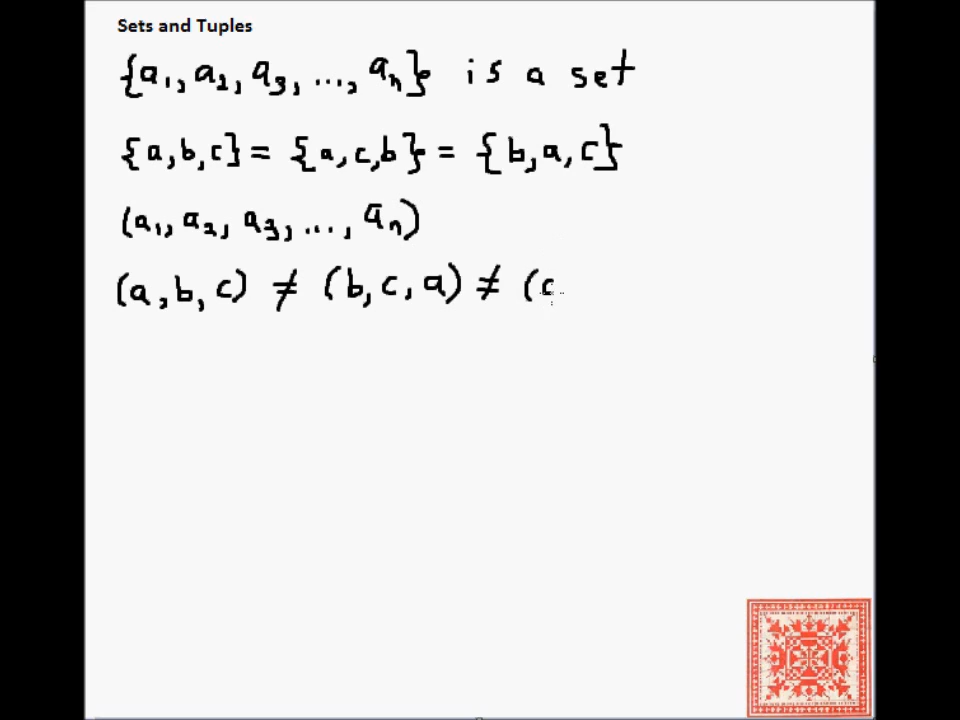 Sets and Tuples
{a₁, a₂, a₃, ..., aₙ} is a set
{a,b,c} = {a,c,b} = {b,a,c}
(a₁, a₂, a₃, ..., aₙ)
(a,b,c) ≠ (b,c,a) ≠ (c